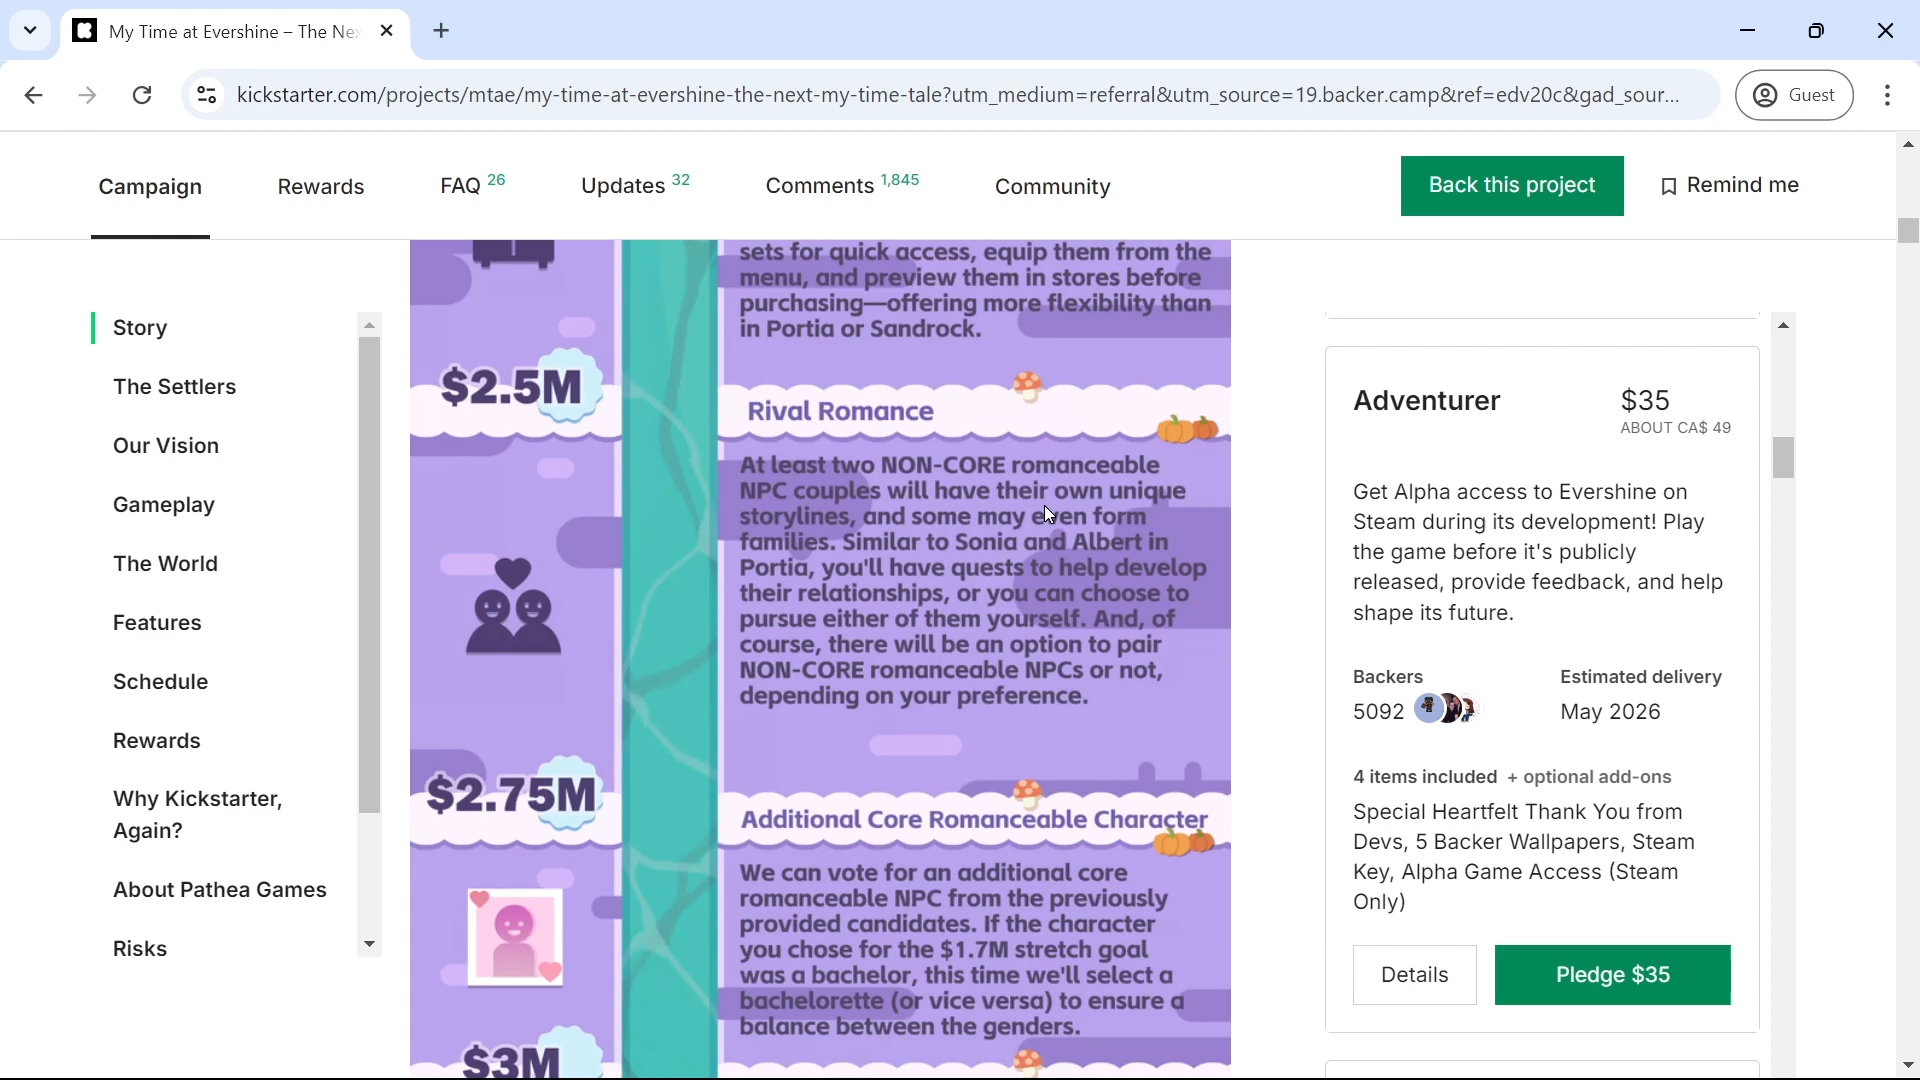 My Time at Evershine – The Nex
kickstarter.com/projects/mtae/my-time-at-evershine-the-next-my-time-tale?utm_medium=referral&utm_source=19.backer.camp&ref=edv20c&gad_sour...
Guest
Campaign
Rewards
FAQ 26
Updates 32
Comments 1,845
Community
Back this project
Remind me
Story
The Settlers
Our Vision
Gameplay
The World
Features
Schedule
Rewards
Why Kickstarter,
Again?
About Pathea Games
Risks
sets for quick access, equip them from the
menu, and preview them in stores before
purchasing—offering more flexibility than
in Portia or Sandrock.
$2.5M
Rival Romance
At least two NON-CORE romanceable
NPC couples will have their own unique
storylines, and some may even form
families. Similar to Sonia and Albert in
Portia, you'll have quests to help develop
their relationships, or you can choose to
pursue either of them yourself. And, of
course, there will be an option to pair
NON-CORE romanceable NPCs or not,
depending on your preference.
$2.75M
Additional Core Romanceable Character
We can vote for an additional core
romanceable NPC from the previously
provided candidates. If the character
you chose for the $1.7M stretch goal
was a bachelor, this time we'll select a
bachelorette (or vice versa) to ensure a
balance between the genders.
$3M
Adventurer
$35
ABOUT CA$ 49
Get Alpha access to Evershine on
Steam during its development! Play
the game before it's publicly
released, provide feedback, and help
shape its future.
Backers
5092
Estimated delivery
May 2026
4 items included + optional add-ons
Special Heartfelt Thank You from
Devs, 5 Backer Wallpapers, Steam
Key, Alpha Game Access (Steam
Only)
Details
Pledge $35